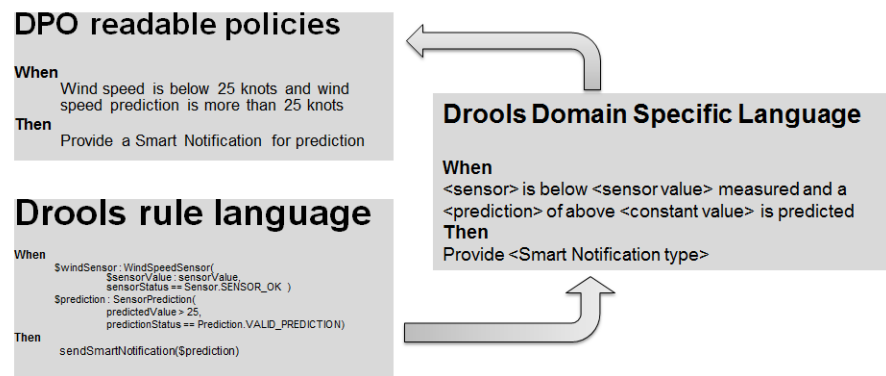 DPO readable policies
When
Wind speed is below 25 knots and wind
speed prediction is more than 25 knots
Then
Provide a Smart Notification for prediction
Drools rule language
When
$windSensor : WindSpeedSensor(
$sensorValue : sensorValue,
sensorStatus == Sensor.SENSOR_OK )
$prediction : SensorPrediction(
predictedValue > 25,
predictionStatus == Prediction.VALID_PREDICTION)
Then
sendSmartNotification($prediction)
Drools Domain Specific Language
When
<sensor> is below <sensor value> measured and a
<prediction> of above <constant value> is predicted
Then
Provide <Smart Notification type>